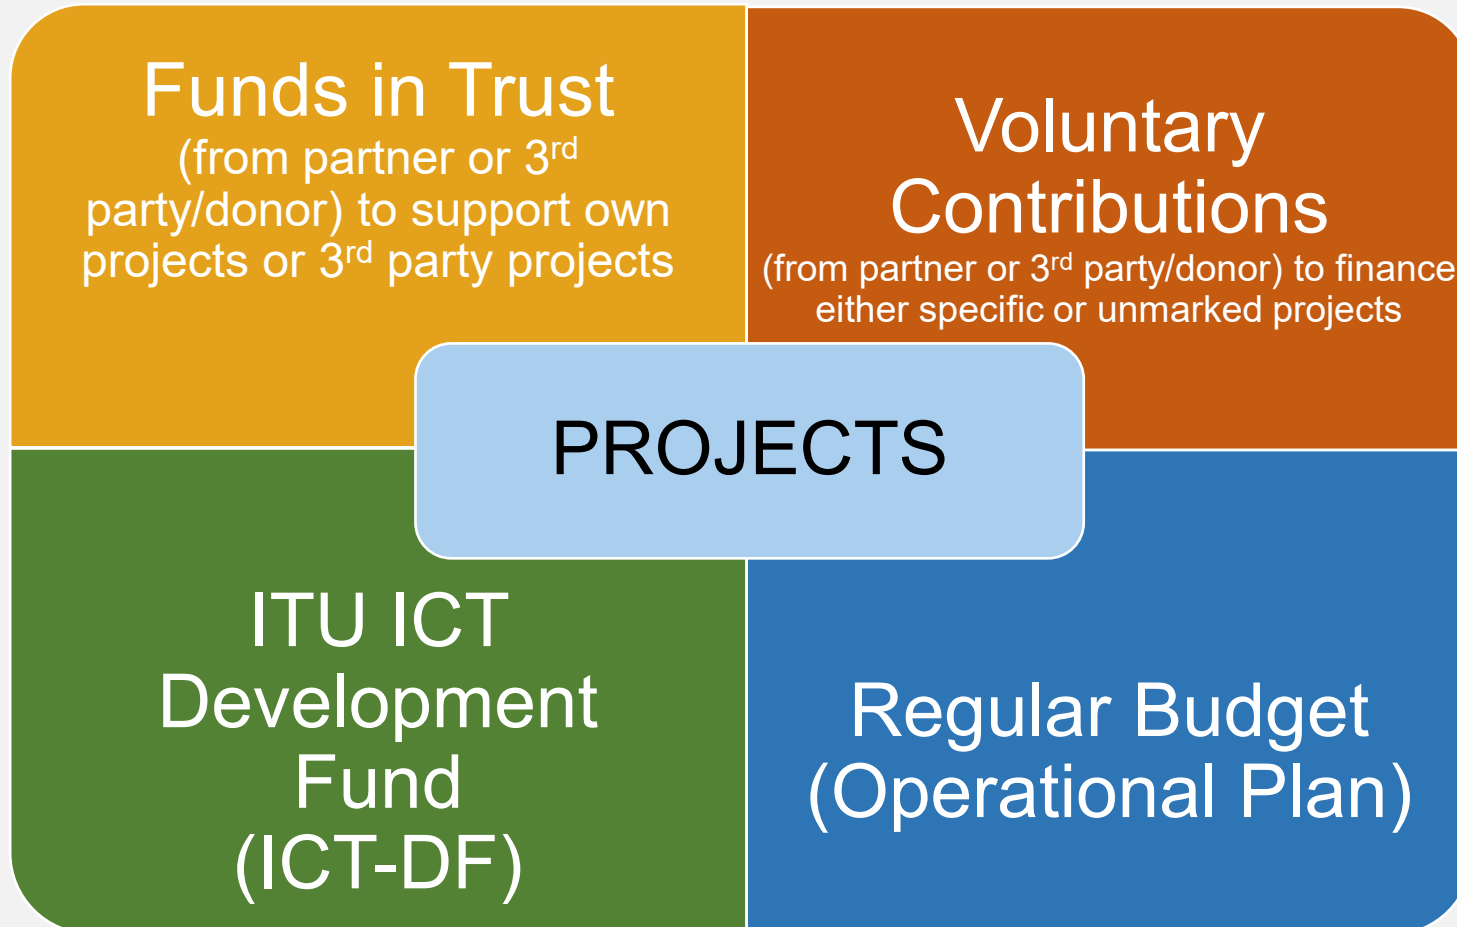 Funds in Trust
(from partner or 3rd
party/donor) to support own
projects or 3rd party projects
Voluntary
Contributions
(from partner or 3rd party/donor) to finance
either specific or unmarked projects
PROJECTS
ITU ICT
Development
Fund
(ICT-DF)
Regular Budget
(Operational Plan)